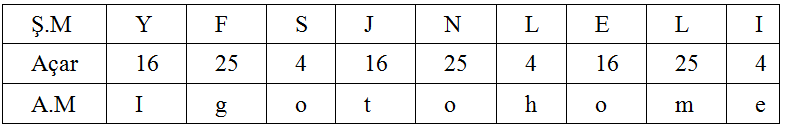 Ş.M Y F S J N L E L I
Açar 16 25 4 16 25 4 16 25 4
A.M I g o t o h o m e